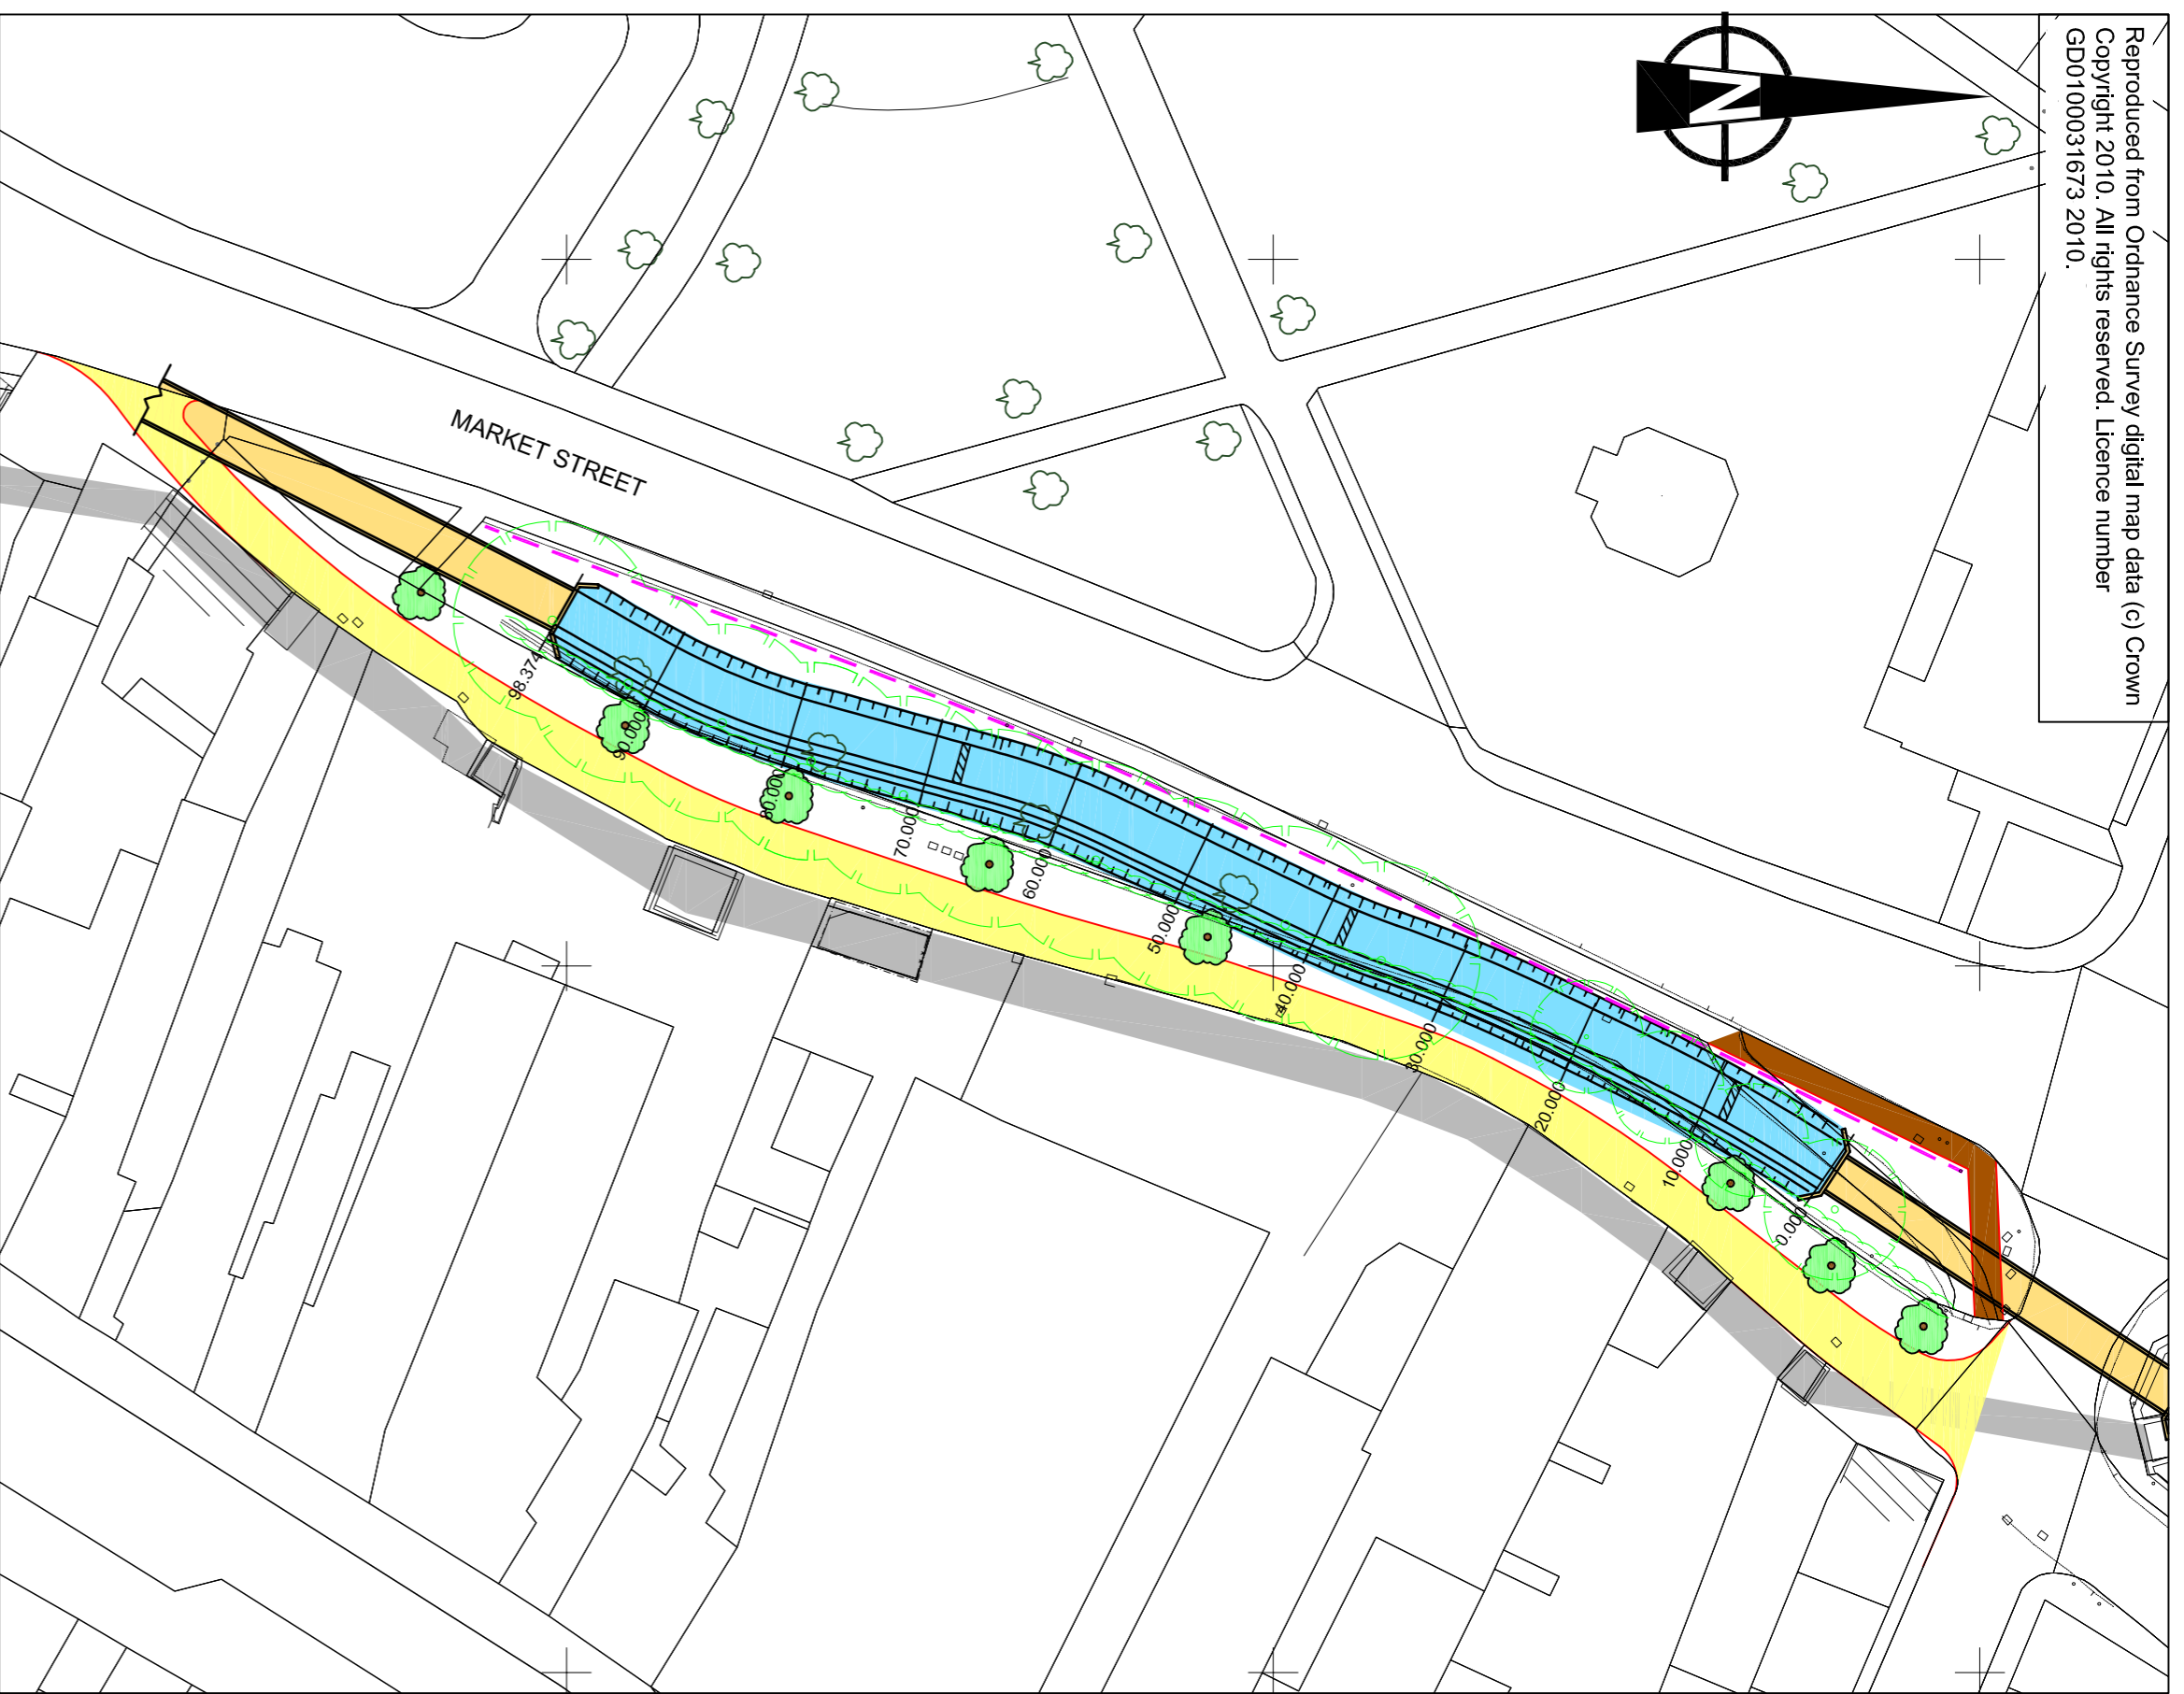 Reproduced from Ordnance Survey digital map data (c) Crown
Copyright 2010. All rights reserved. Licence number
GD0100031673 2010.
N
MARKET STREET
98.374
90.000
80.000
70.000
60.000
50.000
40.000
30.000
20.000
10.000
0.000